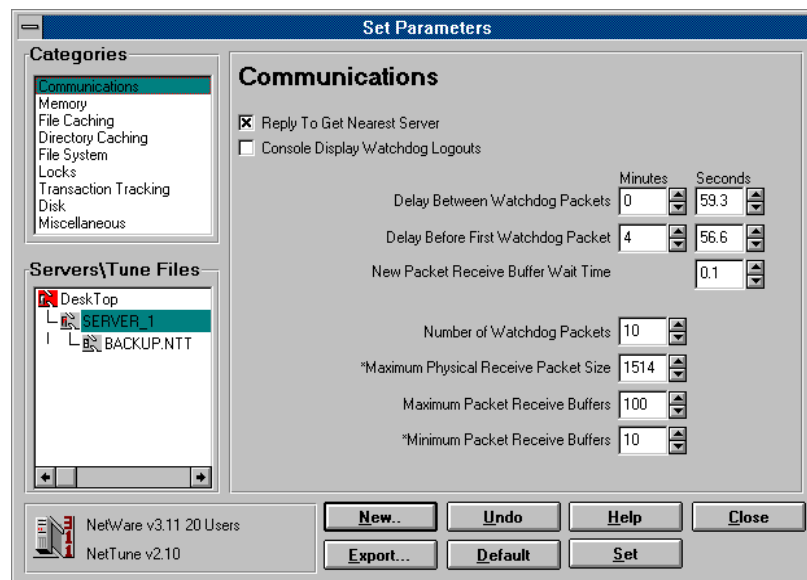 Set Parameters
Categories
Communications
Memory
File Caching
Directory Caching
File System
Locks
Transaction Tracking
Disk
Miscellaneous
Servers\Tune Files
DeskTop
SERVER_1
BACKUP.NTT
Communications
Reply To Get Nearest Server
Console Display Watchdog Logouts
Minutes Seconds
Delay Between Watchdog Packets 0 59.3
Delay Before First Watchdog Packet 4 56.6
New Packet Receive Buffer Wait Time 0.1
Number of Watchdog Packets 10
*Maximum Physical Receive Packet Size 1514
Maximum Packet Receive Buffers 100
*Minimum Packet Receive Buffers 10
NetWare v3.11 20 Users
NetTune v2.10
New.. Undo Help Close
Export... Default Set